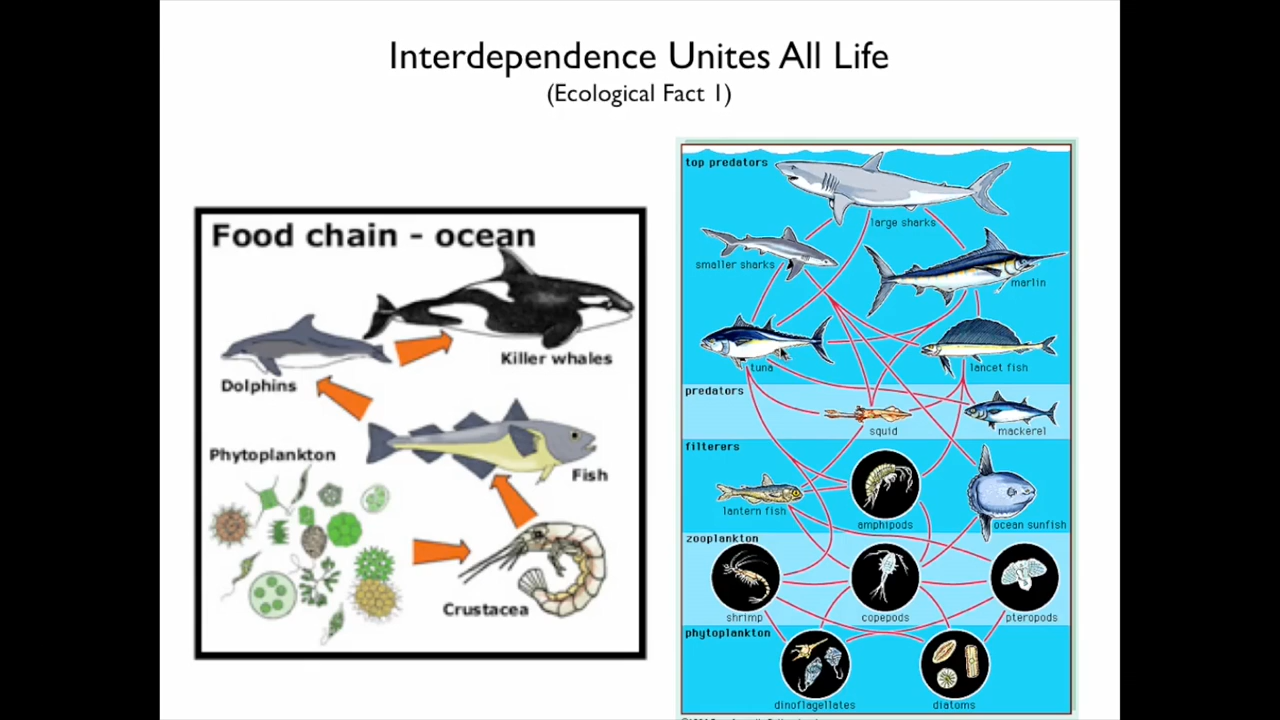 Interdependence Unites All Life
(Ecological Fact 1)
Food chain - ocean
Killer whales
Dolphins
Phytoplankton
Fish
Crustacea
top predators
large sharks
smaller sharks
marlin
tuna
lancet fish
predators
squid
mackerel
filterers
lantern fish
amphipods
ocean sunfish
zooplankton
shrimp
copepods
pteropods
phytoplankton
dinoflagellates
diatoms